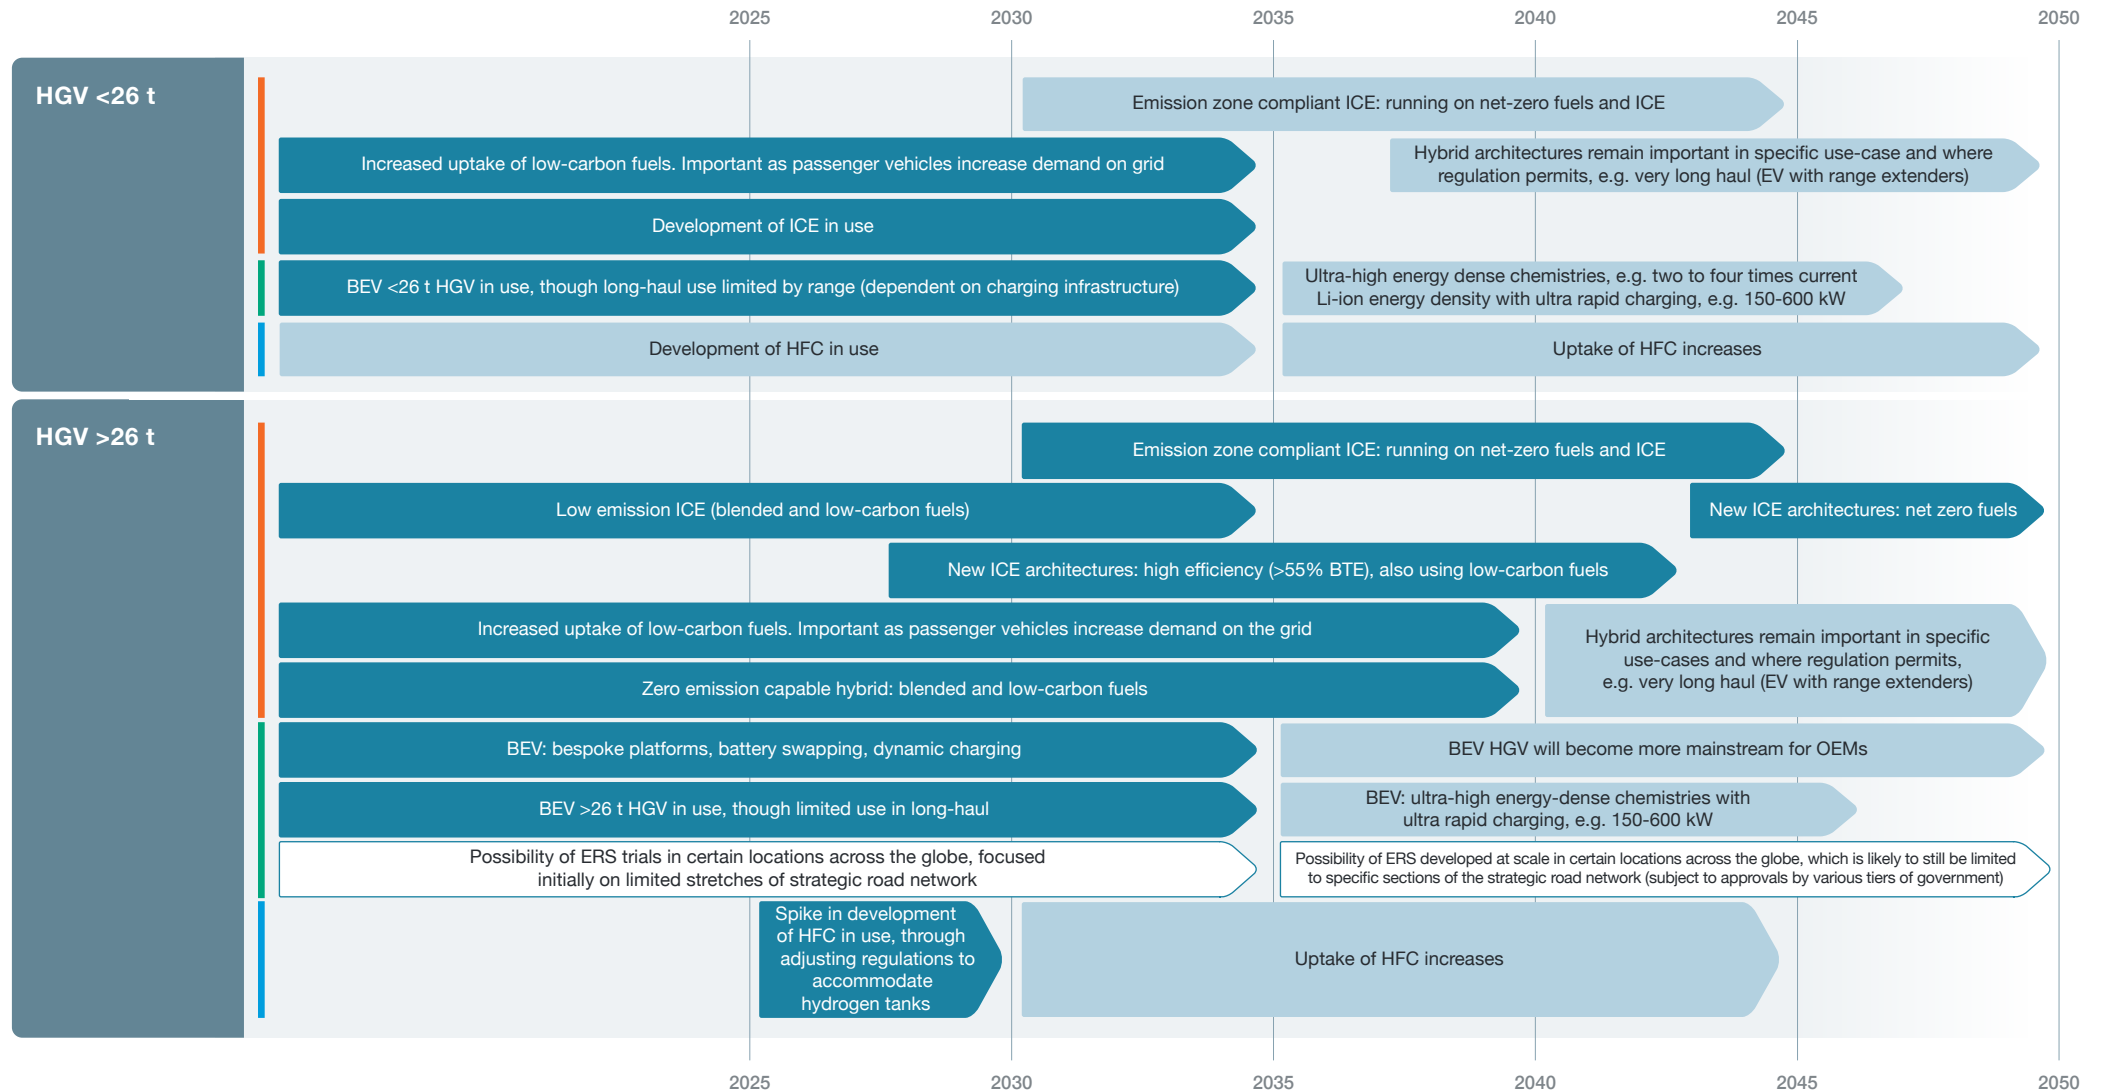 2025 2030 2035 2040 2045 2050
HGV <26 t
Emission zone compliant ICE: running on net-zero fuels and ICE
Increased uptake of low-carbon fuels. Important as passenger vehicles increase demand on grid
Hybrid architectures remain important in specific use-case and where
regulation permits, e.g. very long haul (EV with range extenders)
Development of ICE in use
BEV <26 t HGV in use, though long-haul use limited by range (dependent on charging infrastructure)
Ultra-high energy dense chemistries, e.g. two to four times current
Li-ion energy density with ultra rapid charging, e.g. 150-600 kW
Development of HFC in use
Uptake of HFC increases
HGV >26 t
Emission zone compliant ICE: running on net-zero fuels and ICE
Low emission ICE (blended and low-carbon fuels)
New ICE architectures: net zero fuels
New ICE architectures: high efficiency (>55% BTE), also using low-carbon fuels
Increased uptake of low-carbon fuels. Important as passenger vehicles increase demand on the grid
Hybrid architectures remain important in specific
use-cases and where regulation permits,
e.g. very long haul (EV with range extenders)
Zero emission capable hybrid: blended and low-carbon fuels
BEV: bespoke platforms, battery swapping, dynamic charging
BEV HGV will become more mainstream for OEMs
BEV >26 t HGV in use, though limited use in long-haul
BEV: ultra-high energy-dense chemistries with
ultra rapid charging, e.g. 150-600 kW
Possibility of ERS trials in certain locations across the globe, focused
initially on limited stretches of strategic road network
Possibility of ERS developed at scale in certain locations across the globe, which is likely to still be limited
to specific sections of the strategic road network (subject to approvals by various tiers of government)
Spike in development
of HFC in use, through
adjusting regulations to
accommodate
hydrogen tanks
Uptake of HFC increases
2025 2030 2035 2040 2045 2050